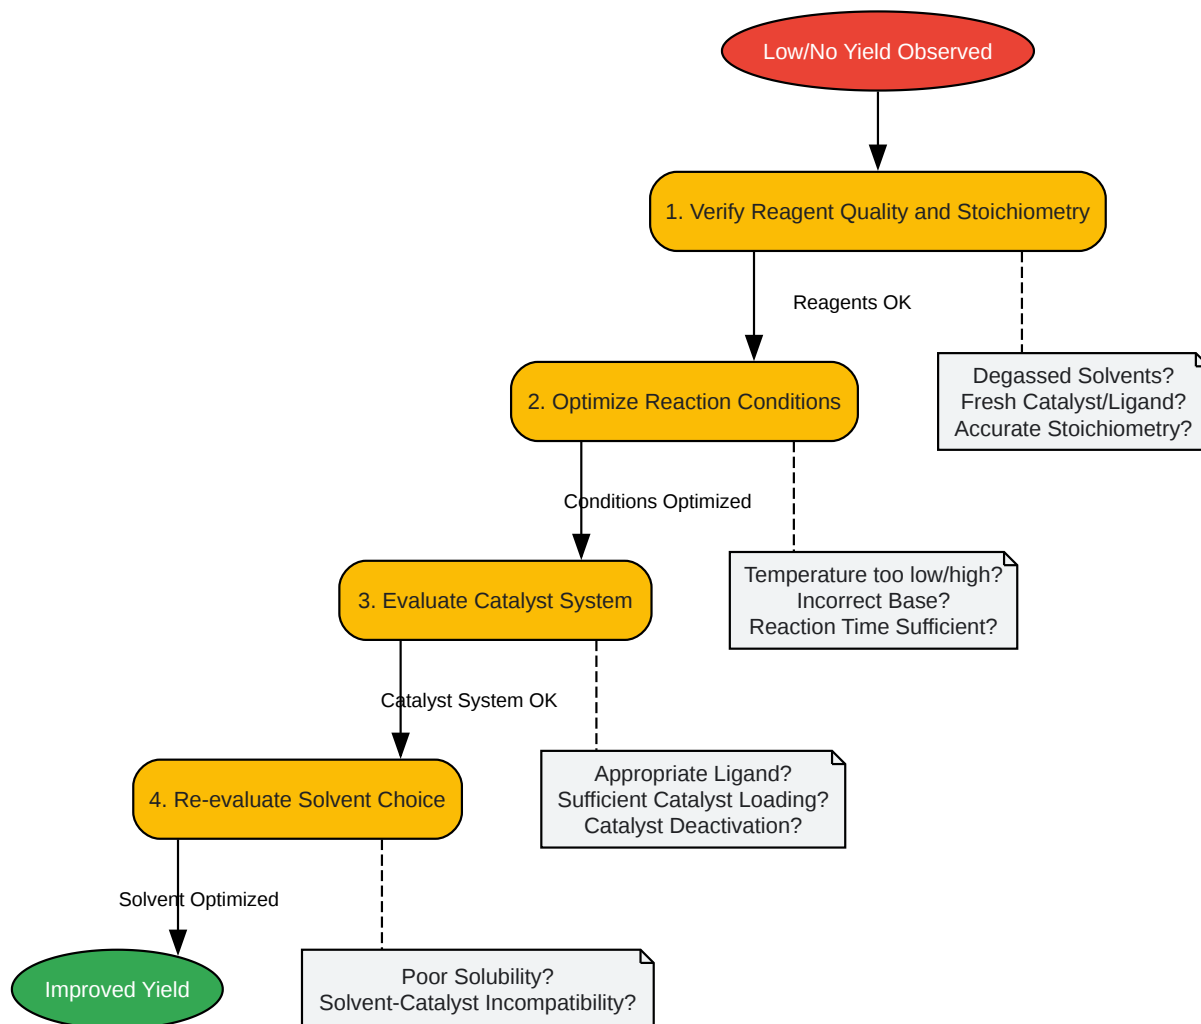 Low/No Yield Observed
1. Verify Reagent Quality and Stoichiometry
Reagents OK
Degassed Solvents?
Fresh Catalyst/Ligand?
Accurate Stoichiometry?
2. Optimize Reaction Conditions
Conditions Optimized
Temperature too low/high?
Incorrect Base?
Reaction Time Sufficient?
3. Evaluate Catalyst System
Catalyst System OK
Appropriate Ligand?
Sufficient Catalyst Loading?
Catalyst Deactivation?
4. Re-evaluate Solvent Choice
Solvent Optimized
Poor Solubility?
Solvent-Catalyst Incompatibility?
Improved Yield